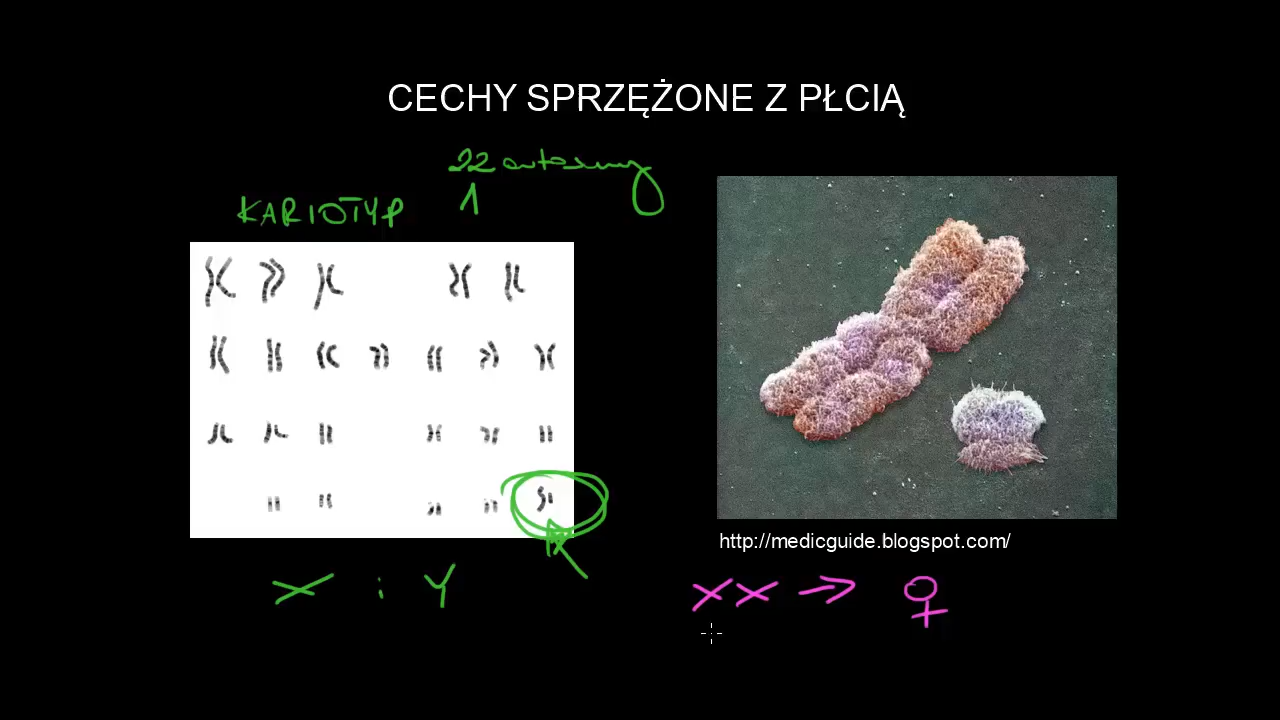 CECHY SPRZĘŻONE Z PŁCIĄ
22 autosomy
1
KARIOTYP
http://medicguide.blogspot.com/
X i Y
XX → ♀